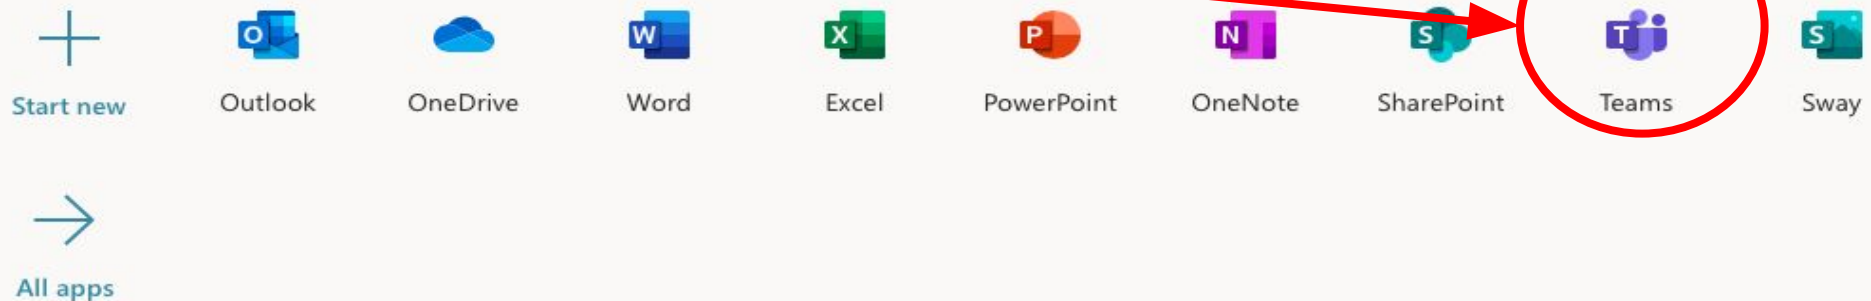 O W X P N S T S
Start new Outlook OneDrive Word Excel PowerPoint OneNote SharePoint Teams Sway
All apps